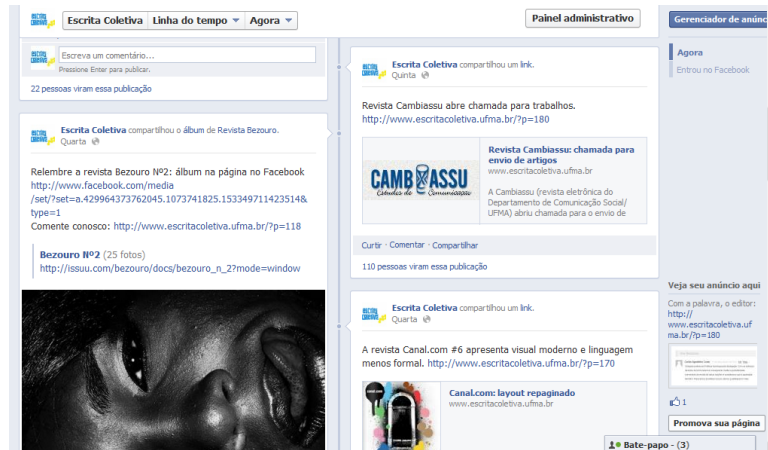 Escrita Coletiva
Linha do tempo
Agora
Painel administrativo
Gerenciador de anúnc
Escreva um comentário...
Pressione Enter para publicar.
22 pessoas viram essa publicação
Escrita Coletiva compartilhou o álbum de Revista Bezouro.
Quarta
Relembre a revista Bezouro Nº2: álbum na página no Facebook
http://www.facebook.com/media
/set/?set=a.429964373762045.1073741825.153349711423514&
type=1
Comente conosco: http://www.escritacoletiva.ufma.br/?p=118
Bezouro Nº2 (25 fotos)
http://issuu.com/bezouro/docs/bezouro_n_2?mode=window
Escrita Coletiva compartilhou um link.
Quinta
Revista Cambiassu abre chamada para trabalhos.
http://www.escritacoletiva.ufma.br/?p=180
CAMBIASSU
Estudos de Comunicação
Revista Cambiassu: chamada para
envio de artigos
www.escritacoletiva.ufma.br
A Cambiassu (revista eletrônica do
Departamento de Comunicação Social/
UFMA) abriu chamada para o envio de
Curtir · Comentar · Compartilhar
110 pessoas viram essa publicação
Escrita Coletiva compartilhou um link.
Quarta
A revista Canal.com #6 apresenta visual moderno e linguagem
menos formal. http://www.escritacoletiva.ufma.br/?p=170
Canal.com: layout repaginado
www.escritacoletiva.ufma.br
Agora
Entrou no Facebook
Veja seu anúncio aqui
Com a palavra, o editor:
http://
www.escritacoletiva.uf
ma.br/?p=180
1
Promova sua página
Bate-papo - (3)